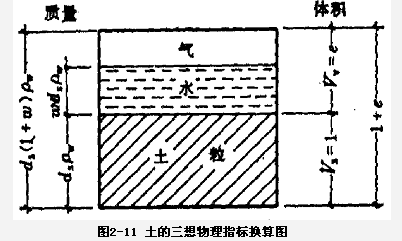 质量
体积
气
水
土 粒
d_s(1+w)ρ_w
wd_sρ_w
d_sρ_w
V_v=e
V_s=1
1+e
图2-11 土的三想物理指标换算图